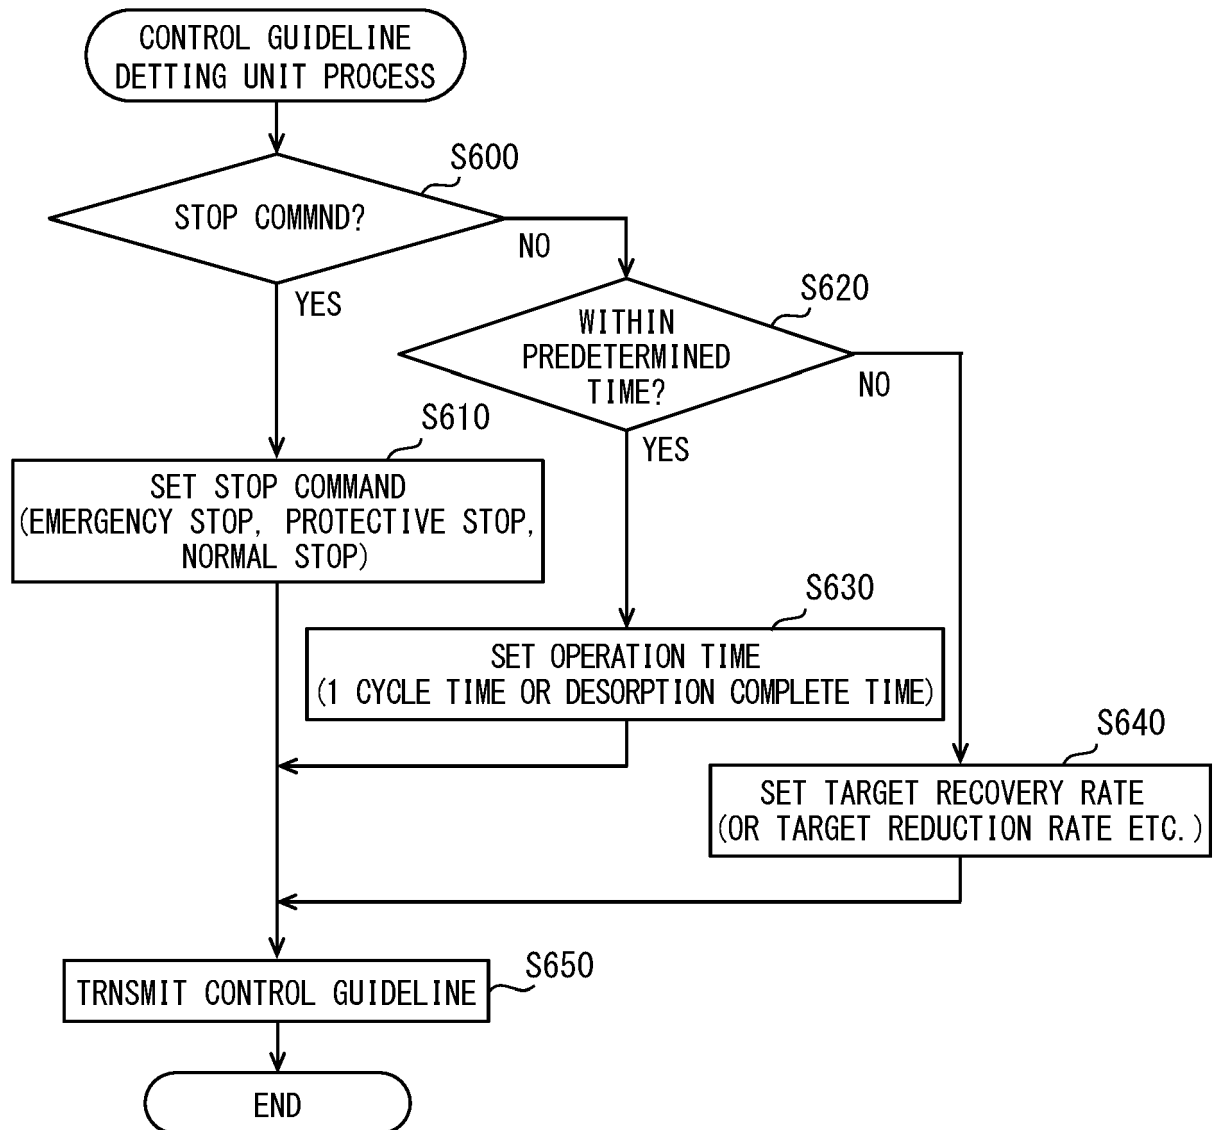 CONTROL GUIDELINE
DETTING UNIT PROCESS
S600
STOP COMMND?
NO
YES
S620
WITHIN
PREDETERMINED
TIME?
NO
YES
S610
SET STOP COMMAND
(EMERGENCY STOP, PROTECTIVE STOP,
NORMAL STOP)
S630
SET OPERATION TIME
(1 CYCLE TIME OR DESORPTION COMPLETE TIME)
S640
SET TARGET RECOVERY RATE
(OR TARGET REDUCTION RATE ETC.)
S650
TRNSMIT CONTROL GUIDELINE
END